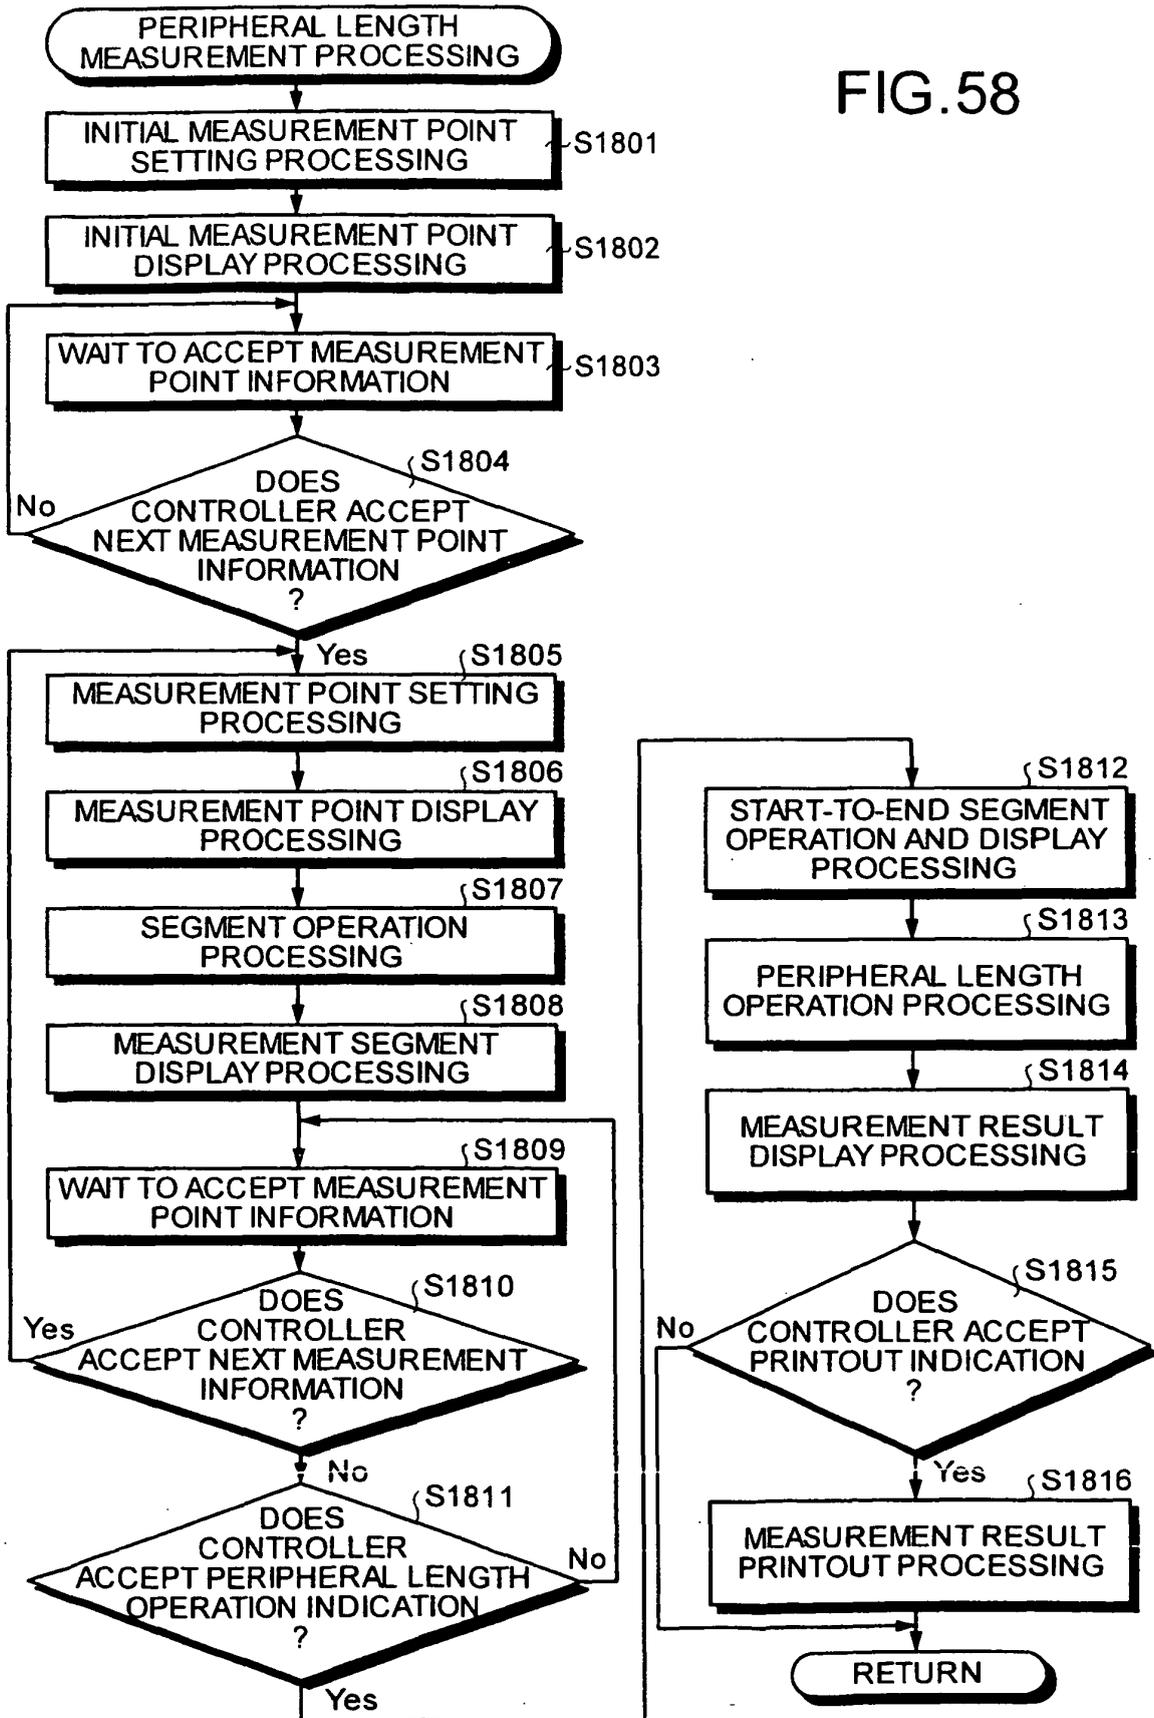 PERIPHERAL LENGTH
MEASUREMENT PROCESSING
FIG.58
INITIAL MEASUREMENT POINT
SETTING PROCESSING
S1801
INITIAL MEASUREMENT POINT
DISPLAY PROCESSING
S1802
WAIT TO ACCEPT MEASUREMENT
POINT INFORMATION
S1803
S1804
DOES
CONTROLLER ACCEPT
NEXT MEASUREMENT POINT
INFORMATION
?
No
Yes
S1805
MEASUREMENT POINT SETTING
PROCESSING
S1806
MEASUREMENT POINT DISPLAY
PROCESSING
S1807
SEGMENT OPERATION
PROCESSING
S1808
MEASUREMENT SEGMENT
DISPLAY PROCESSING
S1809
WAIT TO ACCEPT MEASUREMENT
POINT INFORMATION
S1810
DOES
CONTROLLER
ACCEPT NEXT MEASUREMENT
INFORMATION
?
Yes
No
S1811
DOES
CONTROLLER
ACCEPT PERIPHERAL LENGTH
OPERATION INDICATION
?
No
Yes
S1812
START-TO-END SEGMENT
OPERATION AND DISPLAY
PROCESSING
S1813
PERIPHERAL LENGTH
OPERATION PROCESSING
S1814
MEASUREMENT RESULT
DISPLAY PROCESSING
S1815
DOES
CONTROLLER ACCEPT
PRINTOUT INDICATION
?
No
Yes
S1816
MEASUREMENT RESULT
PRINTOUT PROCESSING
RETURN